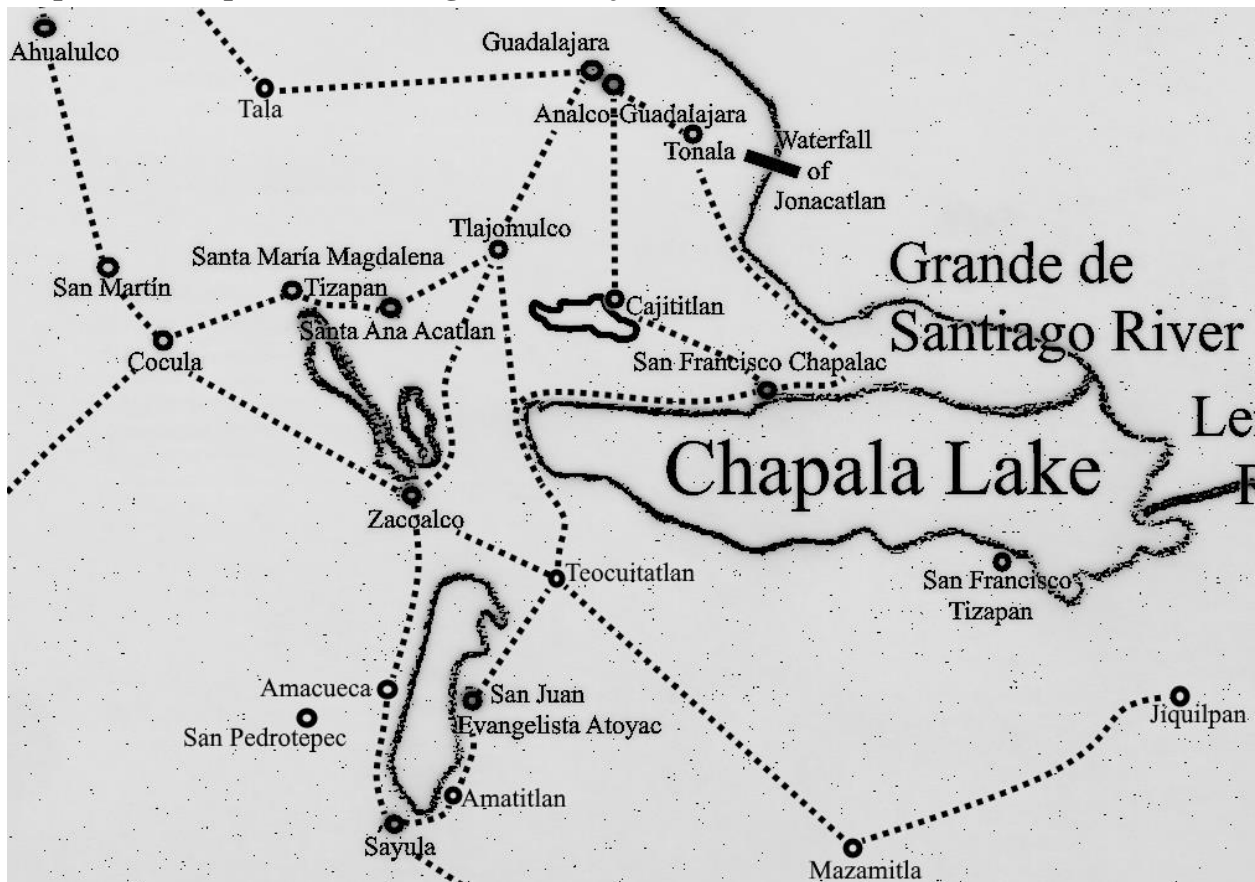 Guadalajara
Ahualulco
Tala
Analco Guadalajara
Tonala
Waterfall
of
Jonacatlan
Tlajomulco
Santa María Magdalena
Tizapan
San Martín
Santa Ana Acatlan
Cajititlan
Grande de
Santiago River
Cocula
San Francisco Chapalac
Chapala Lake
Zacoalco
Teocuitatlan
San Francisco
Tizapan
Amacueca
San Juan
Evangelista Atoyac
San Pedrotepec
Jiquilpan
Amatitlan
Sayula
Mazamitla